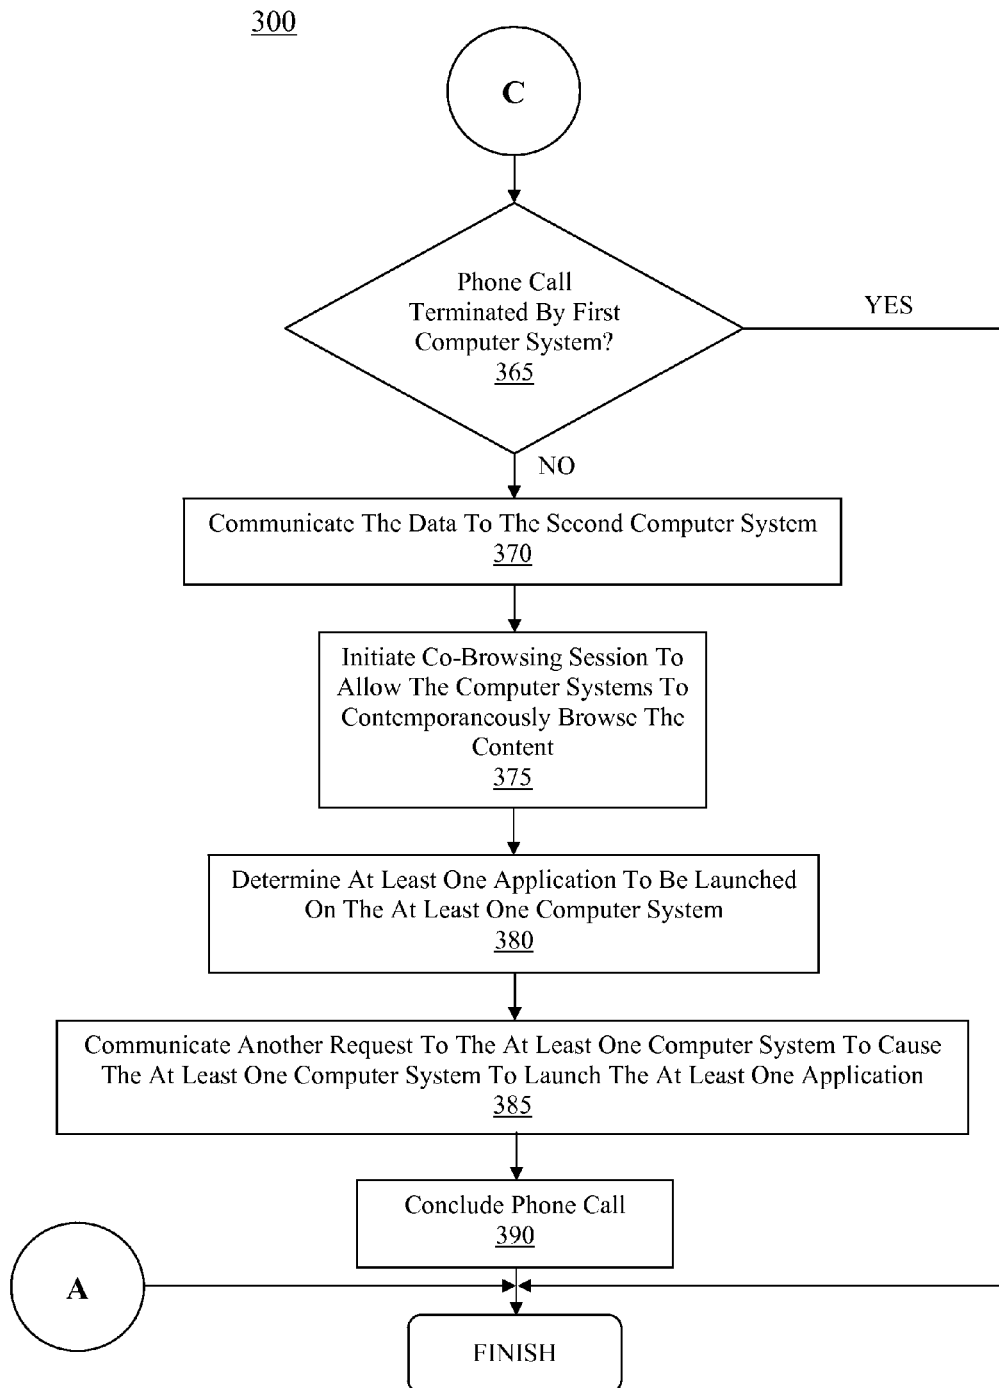 300
C
Phone Call
Terminated By First
Computer System?
365
YES
NO
Communicate The Data To The Second Computer System
370
Initiate Co-Browsing Session To
Allow The Computer Systems To
Contemporaneously Browse The
Content
375
Determine At Least One Application To Be Launched
On The At Least One Computer System
380
Communicate Another Request To The At Least One Computer System To Cause
The At Least One Computer System To Launch The At Least One Application
385
Conclude Phone Call
390
A
FINISH